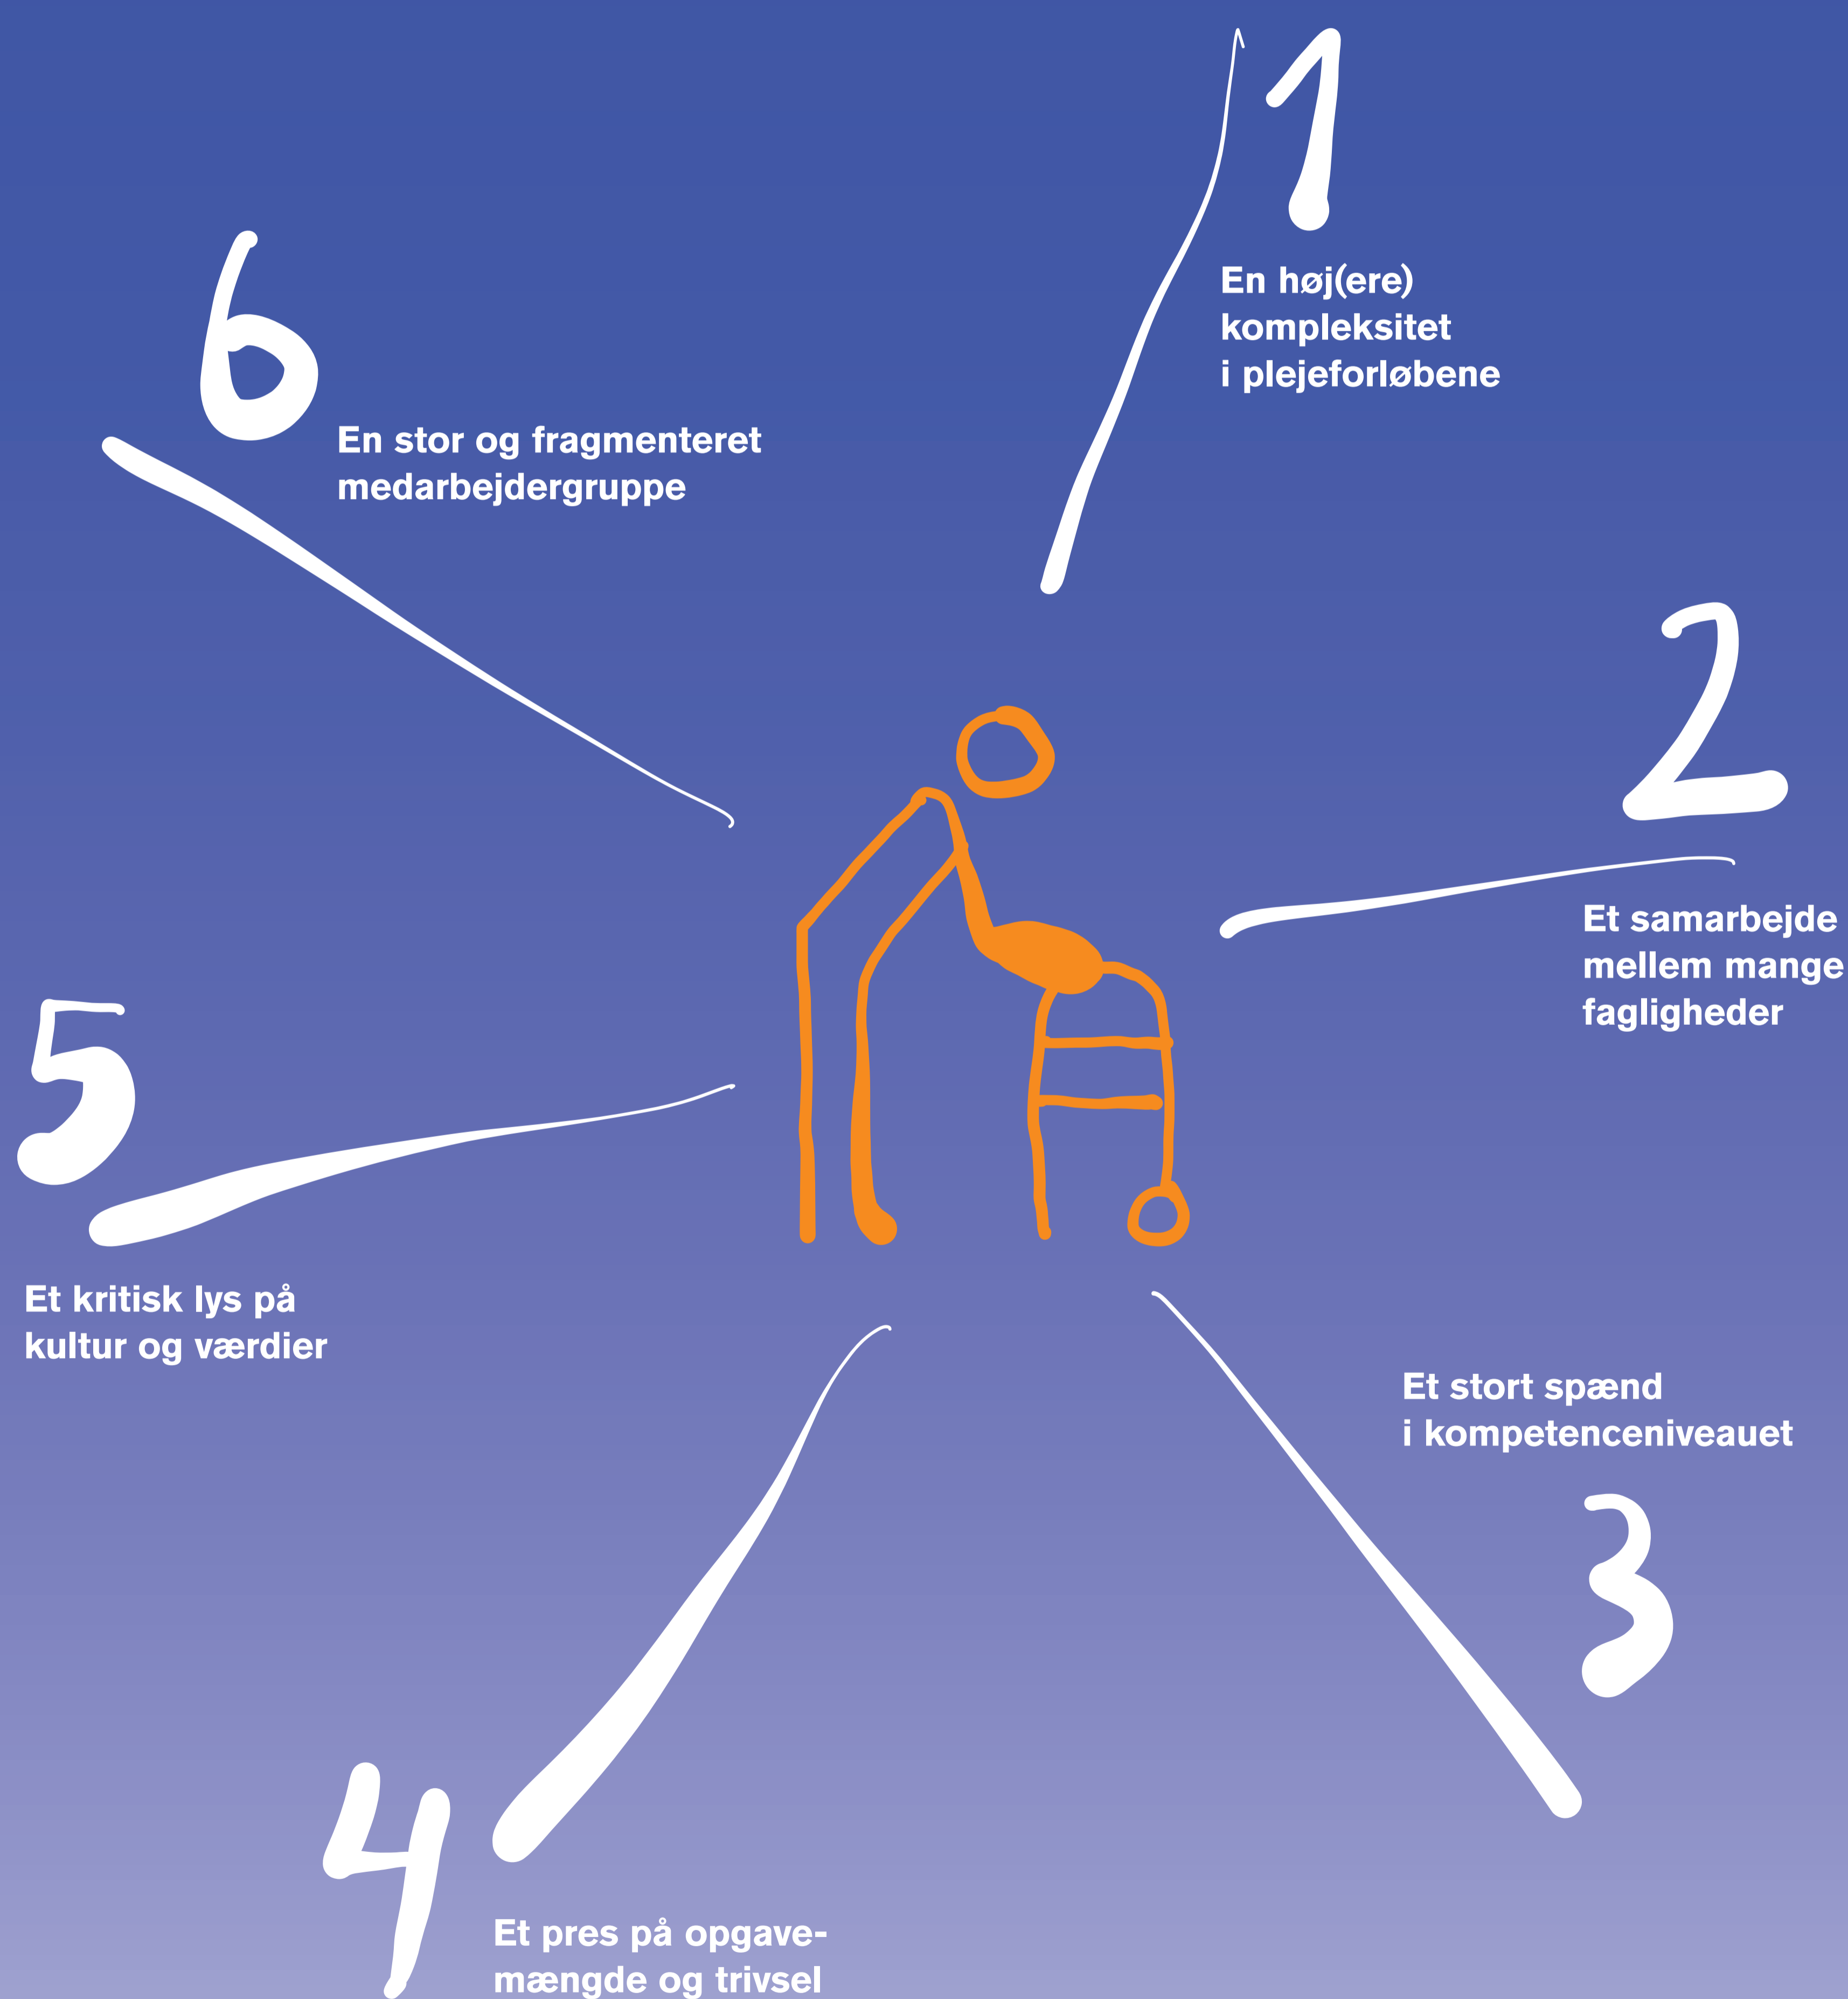 1
En høj(ere)
kompleksitet
i plejeforløbene
2
Et samarbejde
mellem mange
fagligheder
3
Et stort spænd
i kompetenceniveauet
4
Et pres på opgave-
mængde og trivsel
5
Et kritisk lys på
kultur og værdier
6
En stor og fragmenteret
medarbejdergruppe